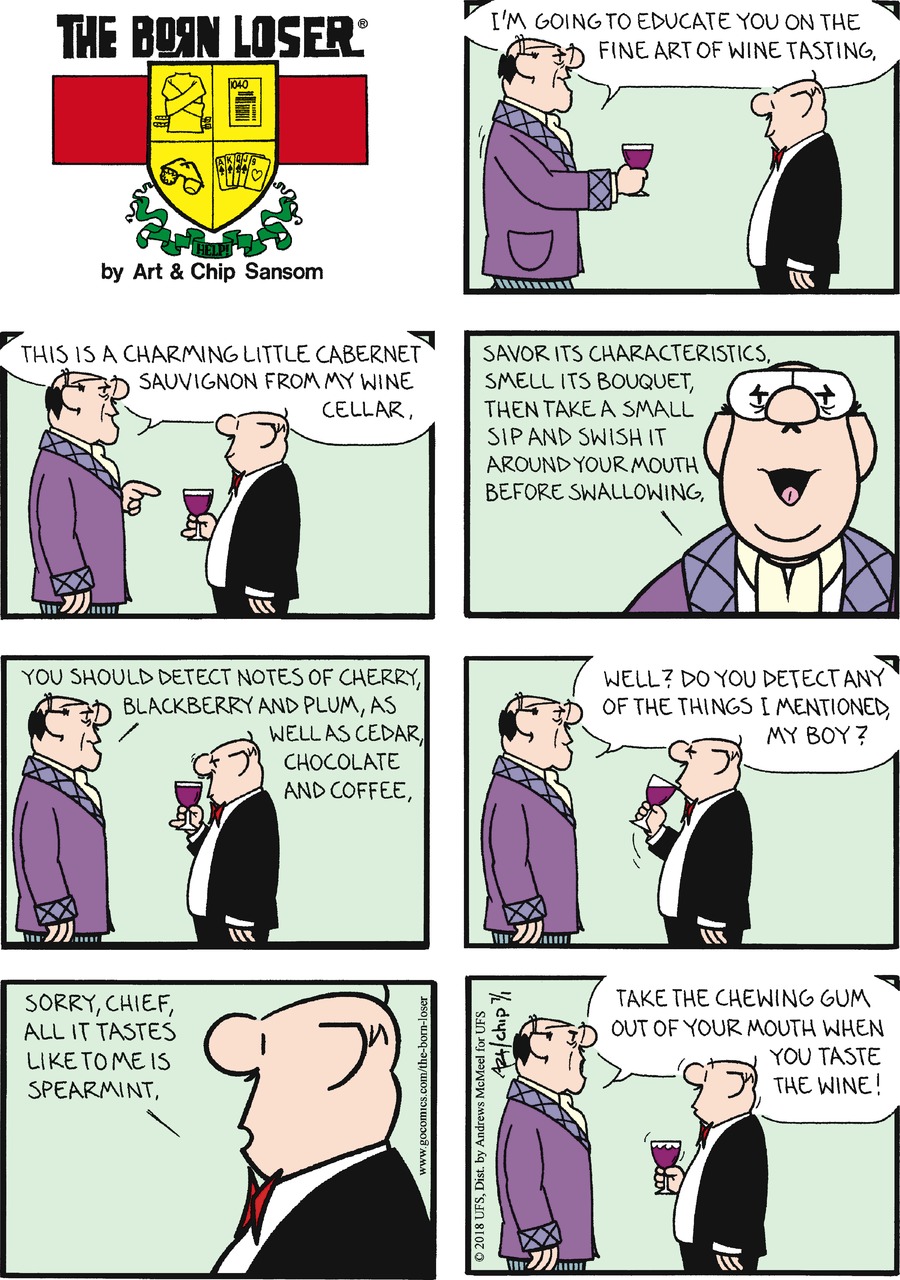 THE BORN LOSER®
1040
A K Q J 9
HELP!
by Art & Chip Sansom
I'M GOING TO EDUCATE YOU ON THE
FINE ART OF WINE TASTING.
THIS IS A CHARMING LITTLE CABERNET
SAUVIGNON FROM MY WINE
CELLAR.
SAVOR ITS CHARACTERISTICS,
SMELL ITS BOUQUET,
THEN TAKE A SMALL
SIP AND SWISH IT
AROUND YOUR MOUTH
BEFORE SWALLOWING.
YOU SHOULD DETECT NOTES OF CHERRY,
BLACKBERRY AND PLUM, AS
WELL AS CEDAR,
CHOCOLATE
AND COFFEE.
WELL? DO YOU DETECT ANY
OF THE THINGS I MENTIONED,
MY BOY?
SORRY, CHIEF,
ALL IT TASTES
LIKE TO ME IS
SPEARMINT.
www.gocomics.com/the-born-loser
© 2018 UFS, Dist. by Andrews McMeel for UFS
Art/Chip 7/1
TAKE THE CHEWING GUM
OUT OF YOUR MOUTH WHEN
YOU TASTE
THE WINE!